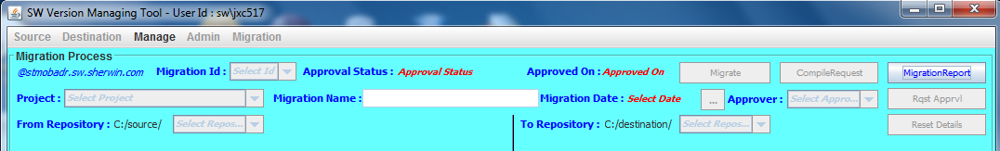 SW Version Managing Tool - User Id : sw\jxc517
Source Destination Manage Admin Migration
Migration Process
@stmobadr.sw.sherwin.com Migration Id : Select Id Approval Status : Approval Status Approved On : Approved On Migrate CompileRequest MigrationReport
Project : Select Project Migration Name : Migration Date : Select Date ... Approver : Select Appro... Rqst Apprvl
From Repository : C:/source/ Select Repos... To Repository : C:/destination/ Select Repos... Reset Details